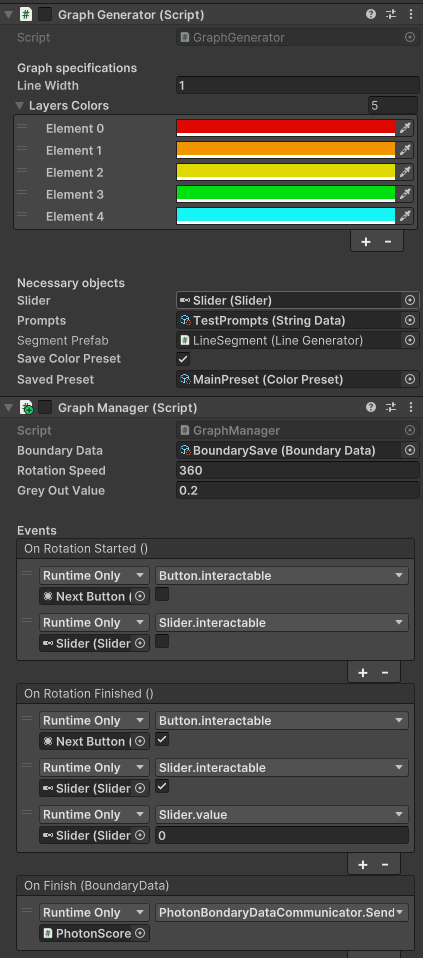 Graph Generator (Script)
Script GraphGenerator
Graph specifications
Line Width 1
Layers Colors 5
Element 0
Element 1
Element 2
Element 3
Element 4
+ -
Necessary objects
Slider Slider (Slider)
Prompts TestPrompts (String Data)
Segment Prefab LineSegment (Line Generator)
Save Color Preset
Saved Preset MainPreset (Color Preset)
Graph Manager (Script)
Script GraphManager
Boundary Data BoundarySave (Boundary Data)
Rotation Speed 360
Grey Out Value 0.2
Events
On Rotation Started ()
Runtime Only Button.interactable
Next Button (
Runtime Only Slider.interactable
Slider (Slider
+ -
On Rotation Finished ()
Runtime Only Button.interactable
Next Button (
Runtime Only Slider.interactable
Slider (Slider
Runtime Only Slider.value
Slider (Slider 0
+ -
On Finish (BoundaryData)
Runtime Only PhotonBondaryDataCommunicator.Send
PhotonScore